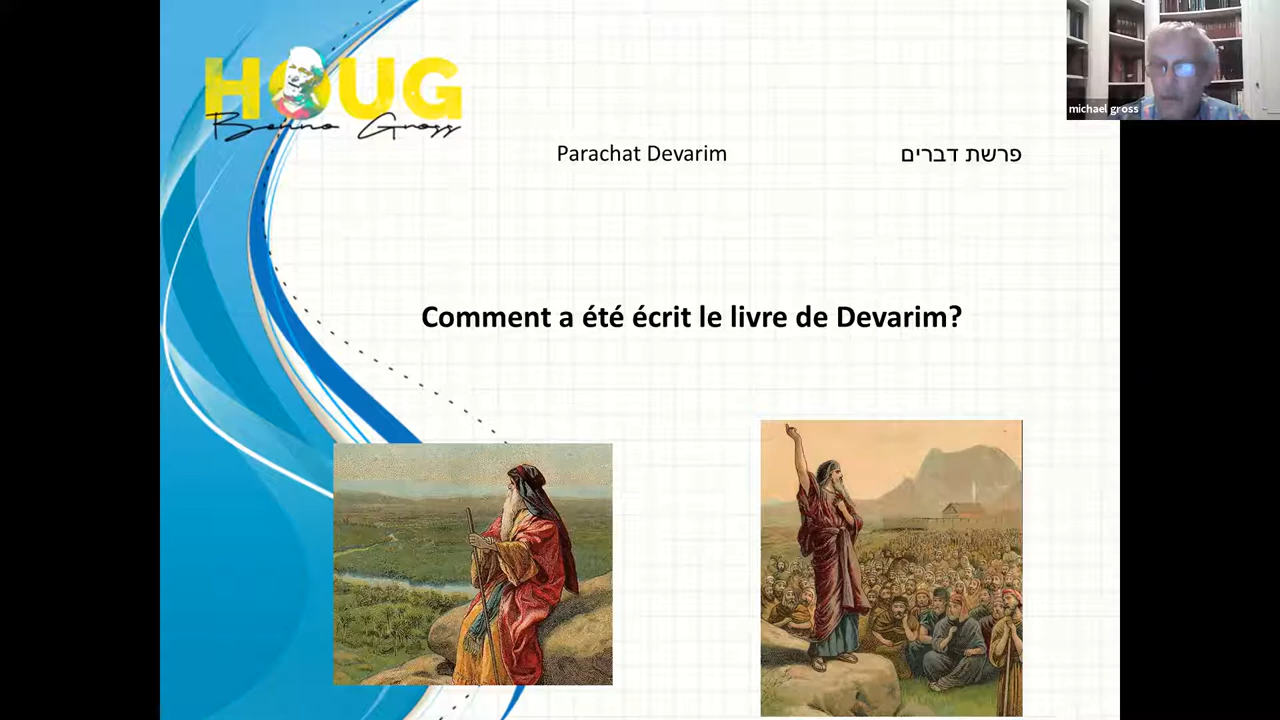 HOUG
Benno Gross
michael gross
Parachat Devarim
פרשת דברים
Comment a été écrit le livre de Devarim?